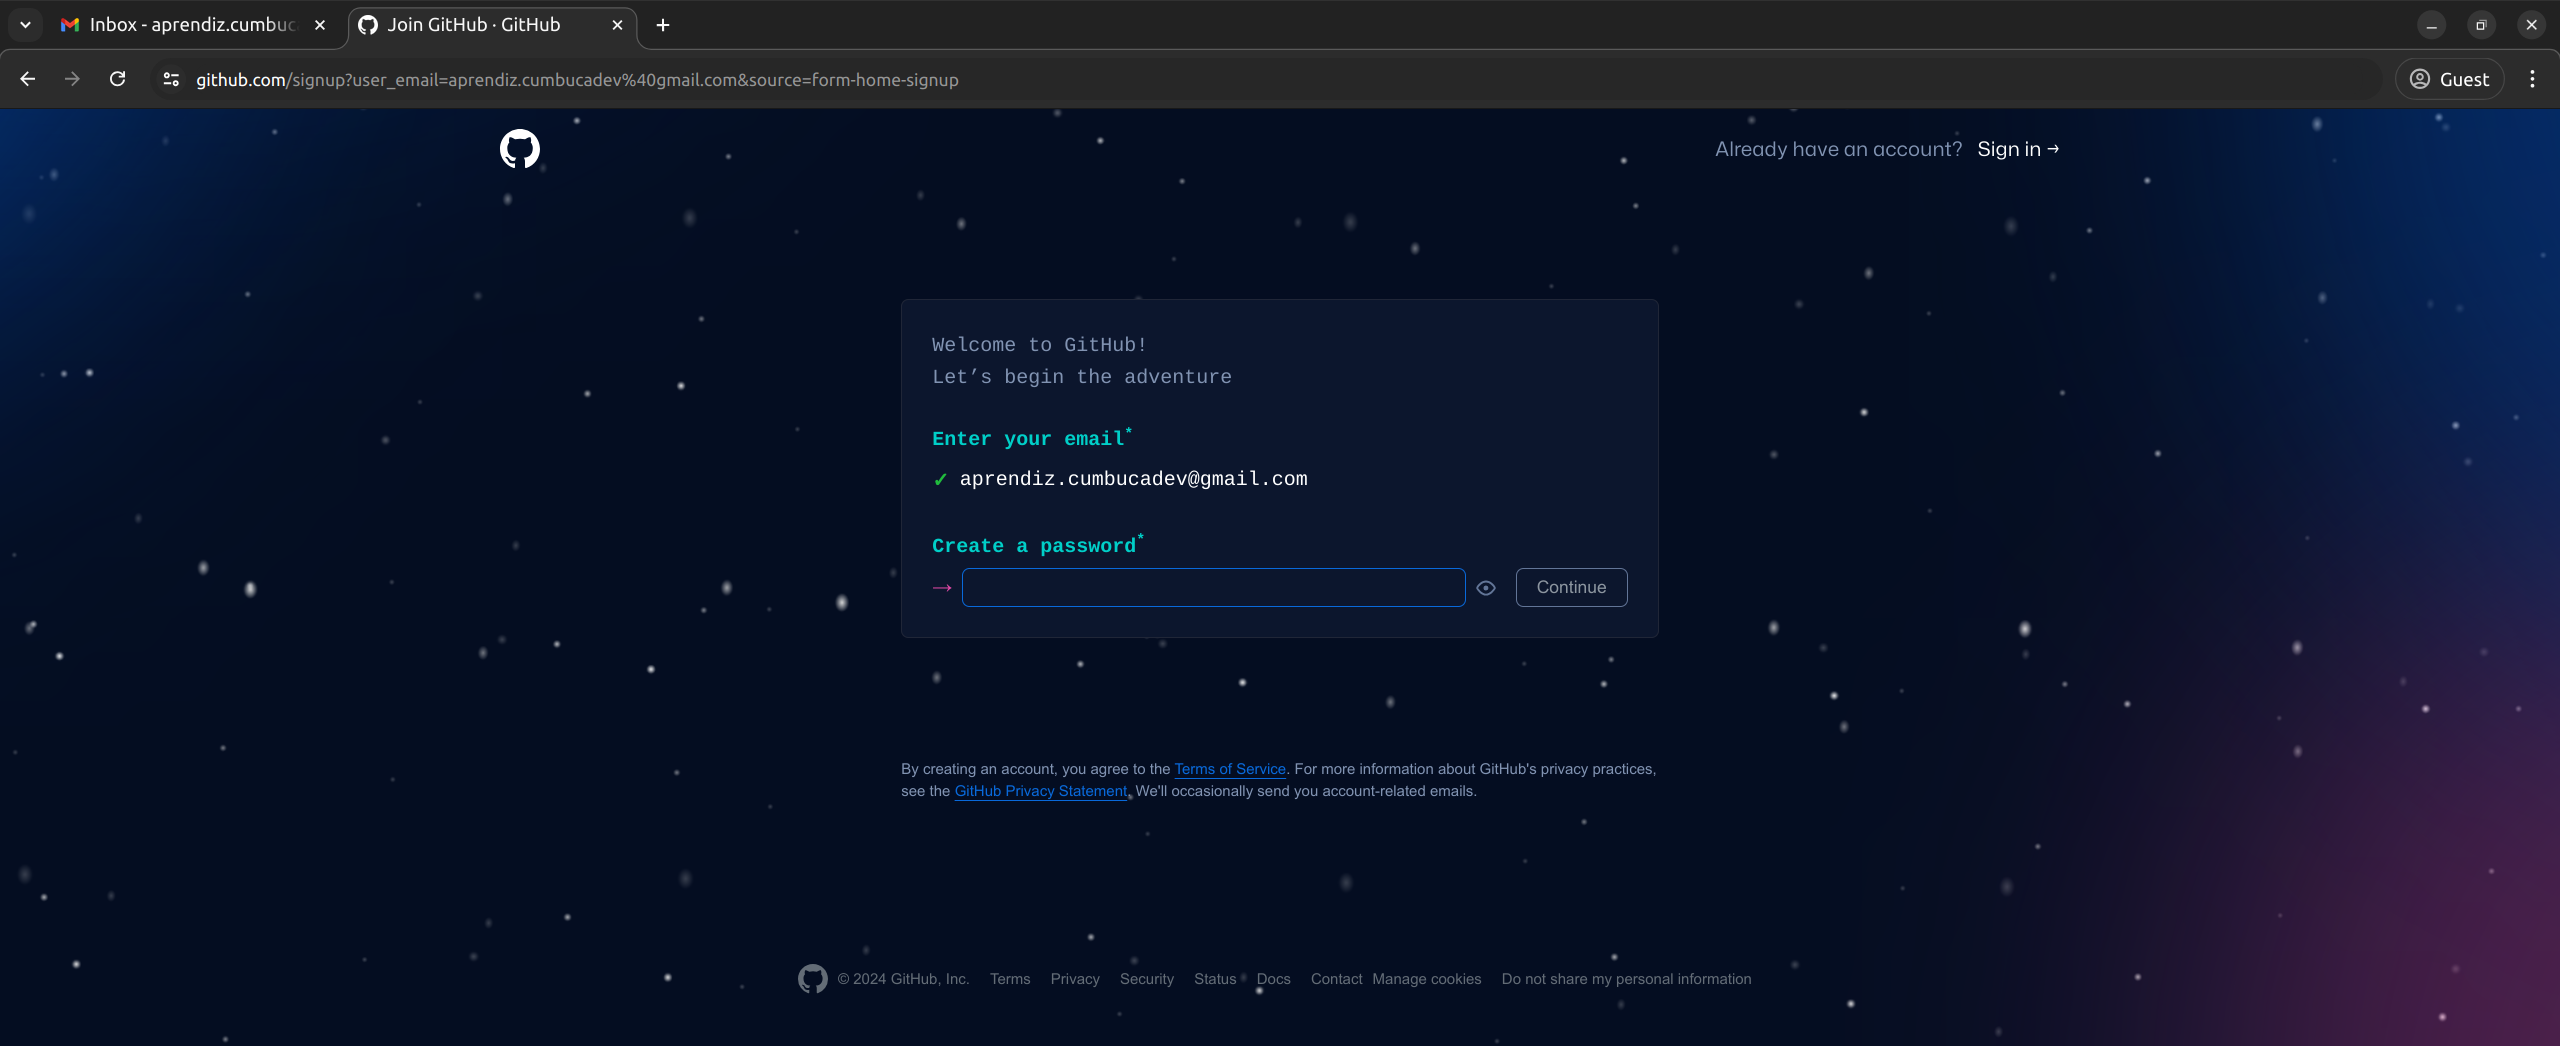 Inbox - aprendiz.cumbuc
Join GitHub · GitHub
github.com/signup?user_email=aprendiz.cumbucadev%40gmail.com&source=form-home-signup
Guest
Already have an account? Sign in →
Welcome to GitHub!
Let’s begin the adventure
Enter your email*
✓ aprendiz.cumbucadev@gmail.com
Create a password*
→
Continue
By creating an account, you agree to the Terms of Service. For more information about GitHub's privacy practices,
see the GitHub Privacy Statement. We'll occasionally send you account-related emails.
© 2024 GitHub, Inc. Terms Privacy Security Status Docs Contact Manage cookies Do not share my personal information